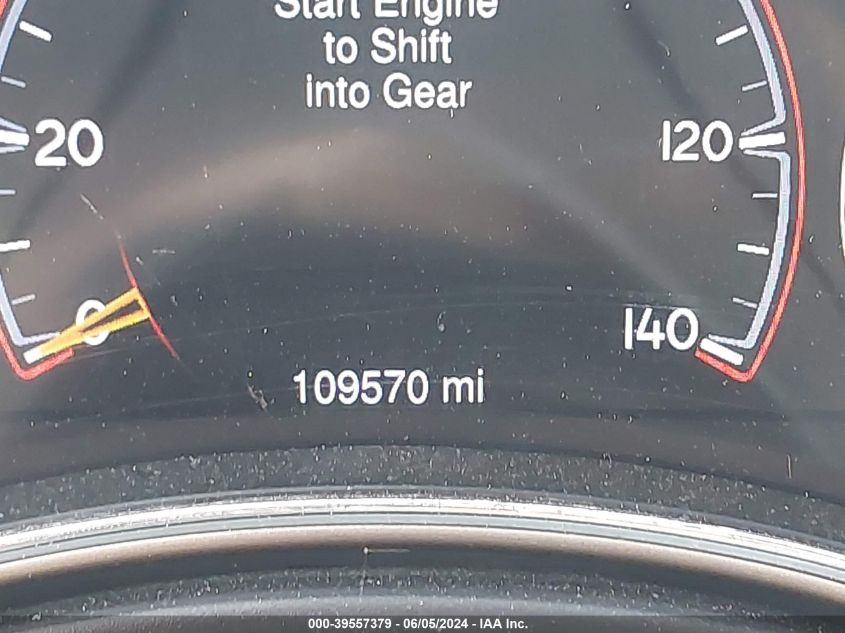 Start Engine
to Shift
into Gear
20
120
0
140
109570 mi
000-39557379 - 06/05/2024 - IAA Inc.